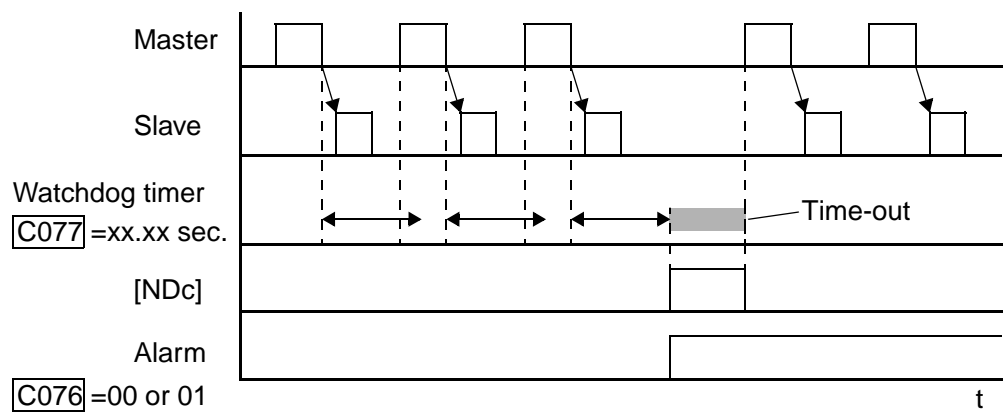 Master
Slave
Watchdog timer
C077 =xx.xx sec.
Time-out
[NDc]
Alarm
C076 =00 or 01
t